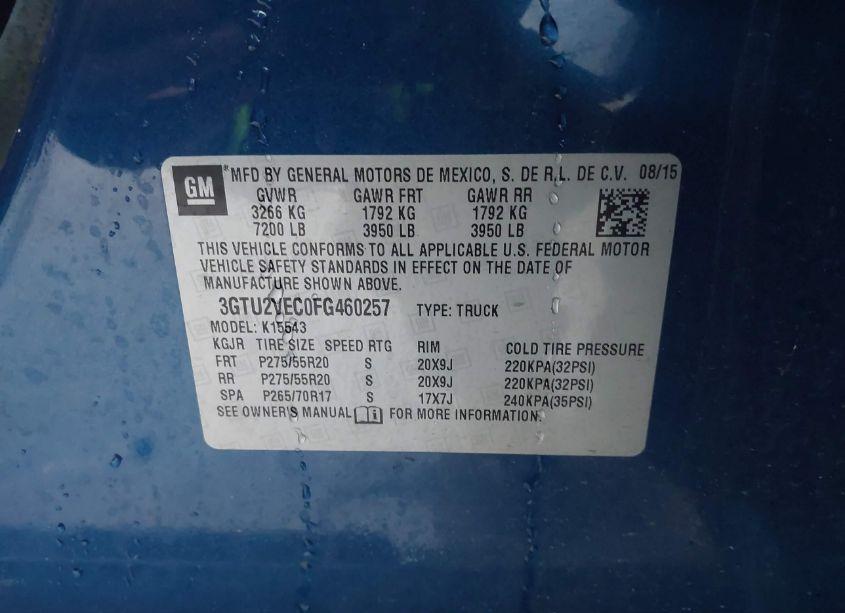 GM *MFD BY GENERAL MOTORS DE MEXICO, S. DE R.L. DE C.V. 08/15
GVWR GAWR FRT GAWR RR
3266 KG 1792 KG 1792 KG
7200 LB 3950 LB 3950 LB
THIS VEHICLE CONFORMS TO ALL APPLICABLE U.S. FEDERAL MOTOR
VEHICLE SAFETY STANDARDS IN EFFECT ON THE DATE OF
MANUFACTURE SHOWN ABOVE.
3GTU2VEC0FG460257 TYPE: TRUCK
MODEL: K15543
KGJR TIRE SIZE SPEED RTG RIM COLD TIRE PRESSURE
FRT P275/55R20 S 20X9J 220KPA(32PSI)
RR P275/55R20 S 20X9J 220KPA(32PSI)
SPA P265/70R17 S 17X7J 240KPA(35PSI)
SEE OWNER'S MANUAL FOR MORE INFORMATION.